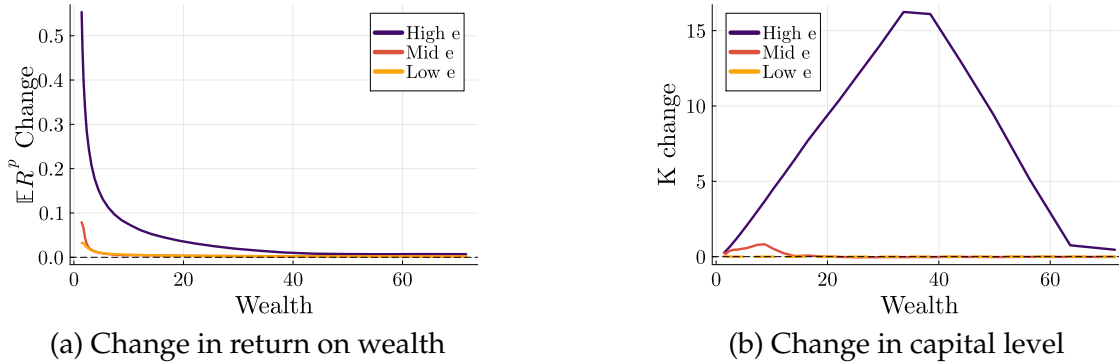 𝔼R^p Change
0.5
0.4
0.3
0.2
0.1
0.0
High e
Mid e
Low e
0
20
40
60
Wealth
(a) Change in return on wealth
K change
15
10
5
0
High e
Mid e
Low e
0
20
40
60
Wealth
(b) Change in capital level